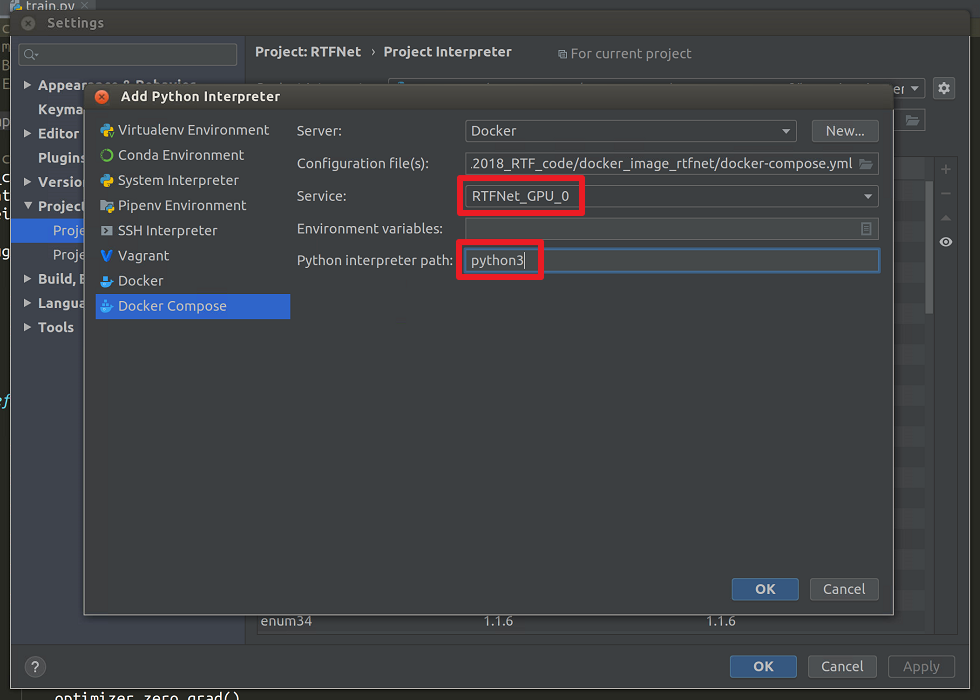 train.py
Settings
Project: RTFNet › Project Interpreter
For current project
Add Python Interpreter
Keyma
Editor
Plugins
Version
Project
Proje
Proje
Build, E
Langua
Tools
Virtualenv Environment
Conda Environment
System Interpreter
Pipenv Environment
SSH Interpreter
Vagrant
Docker
Docker Compose
Server:
Docker
New...
Configuration file(s):
.2018_RTF_code/docker_image_rtfnet/docker-compose.yml
Service:
RTFNet_GPU_0
Environment variables:
Python interpreter path:
python3
OK
Cancel
enum34 1.1.6 1.1.6
?
OK
Cancel
Apply
optimizer.zero_grad()